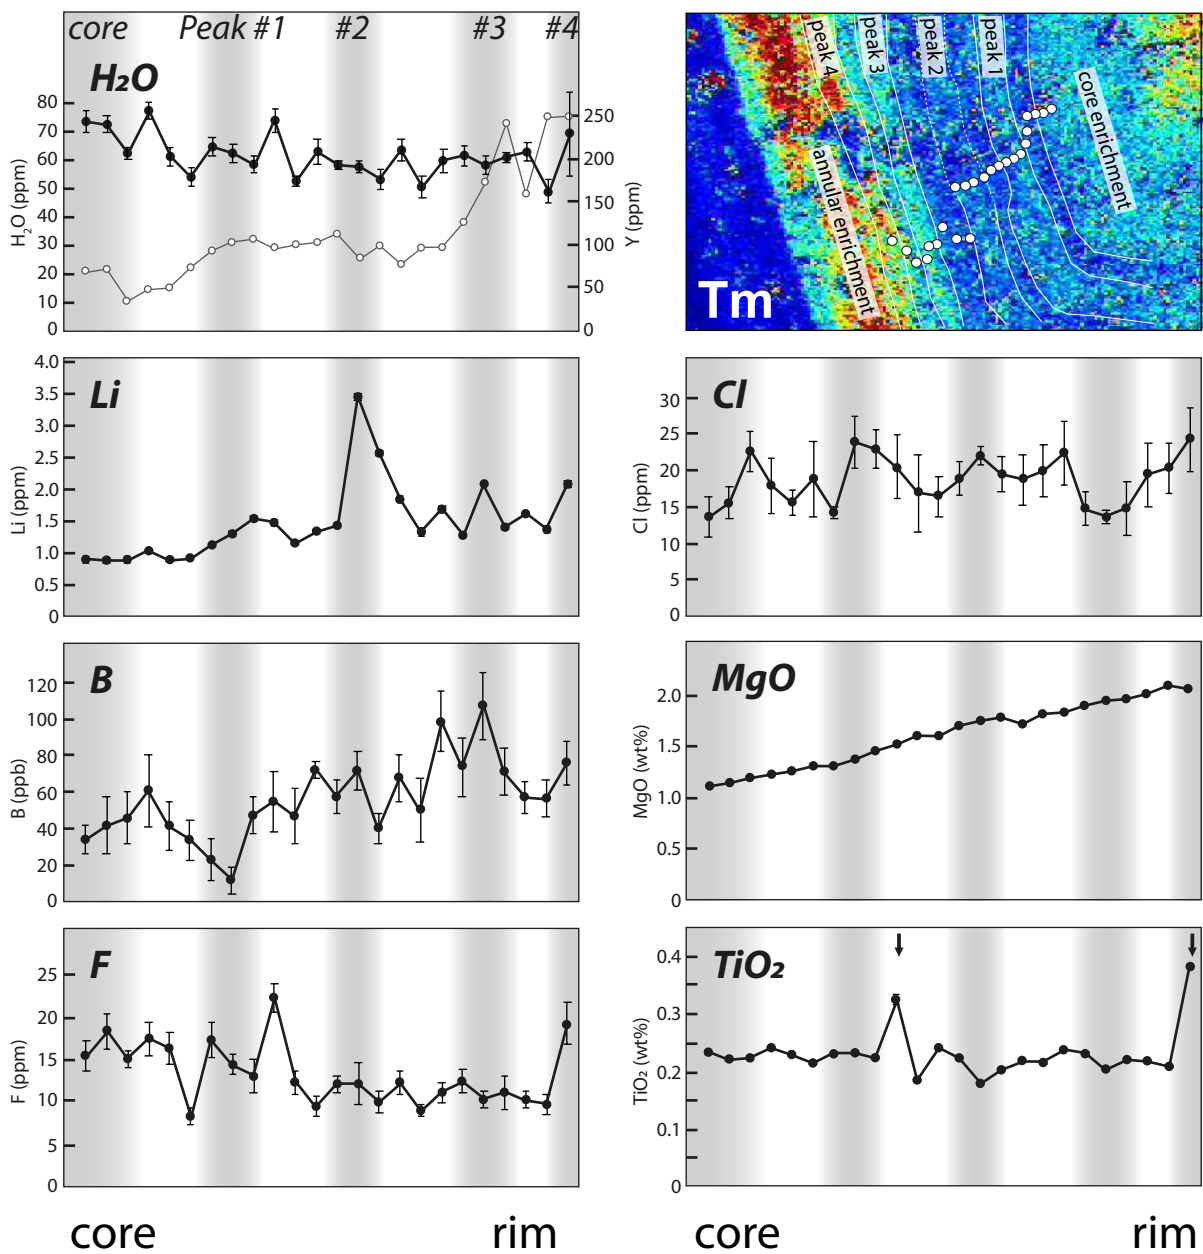 core Peak #1 #2 #3 #4
H₂O
80
70
60
50
40
30
20
10
0
H₂O (ppm)
250
200
150
100
50
0
Y (ppm)
peak 4
peak 3
peak 2
peak 1
core enrichment
annular enrichment
Tm
Li
4.0
3.5
3.0
2.5
2.0
1.5
1.0
0.5
0
Li (ppm)
Cl
30
25
20
15
10
5
0
Cl (ppm)
B
120
100
80
60
40
20
0
B (ppb)
MgO
2.0
1.5
1.0
0.5
0
MgO (wt%)
F
25
20
15
10
5
0
F (ppm)
TiO₂
0.4
0.3
0.2
0.1
0
TiO₂ (wt%)
core rim
core rim